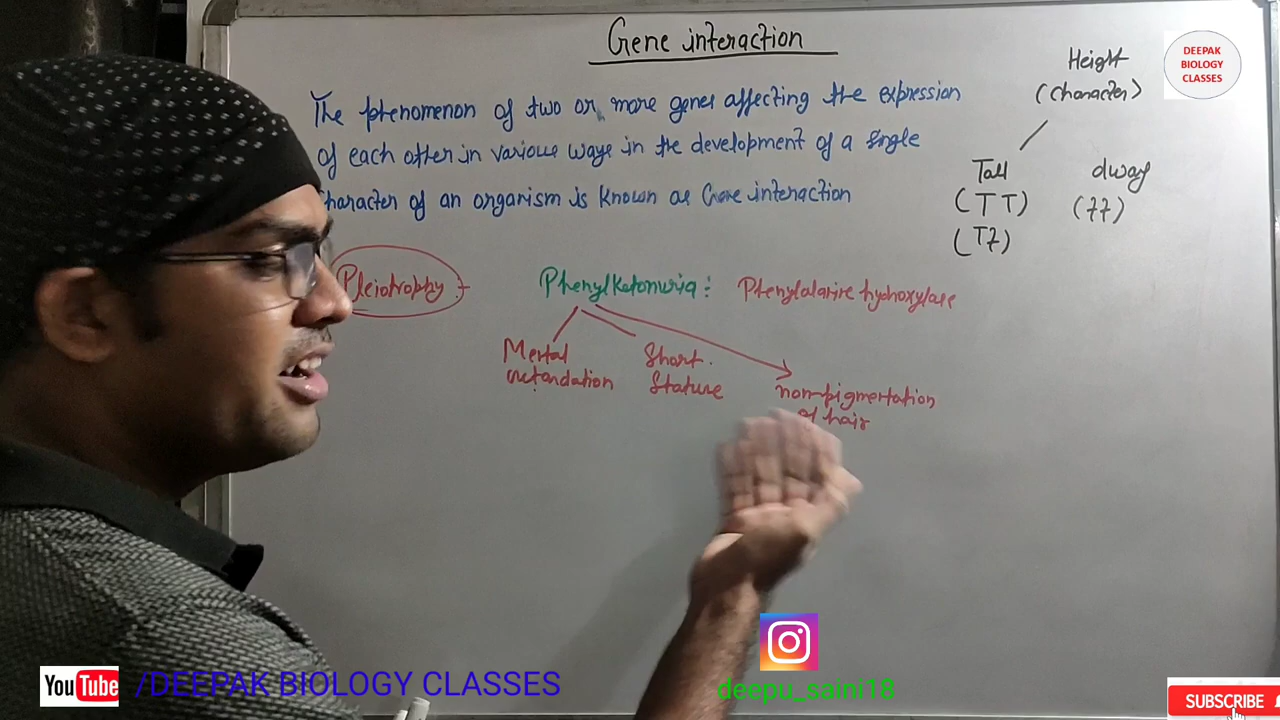 Gene interaction
The phenomenon of two or more genes affecting the expression
of each other in various ways in the development of a single
character of an organism is known as Gene interaction
Height
(character)
Tall
dwarf
(TT)
(tt)
(Tt)
Pleiotrophy :-
Phenylketonuria :
Phenylalanine hydroxylase
Mental
retardation
Short
Stature
non-pigmentation
of hair
DEEPAK
BIOLOGY
CLASSES
YouTube
/DEEPAK BIOLOGY CLASSES
deepu_saini18
SUBSCRIBE